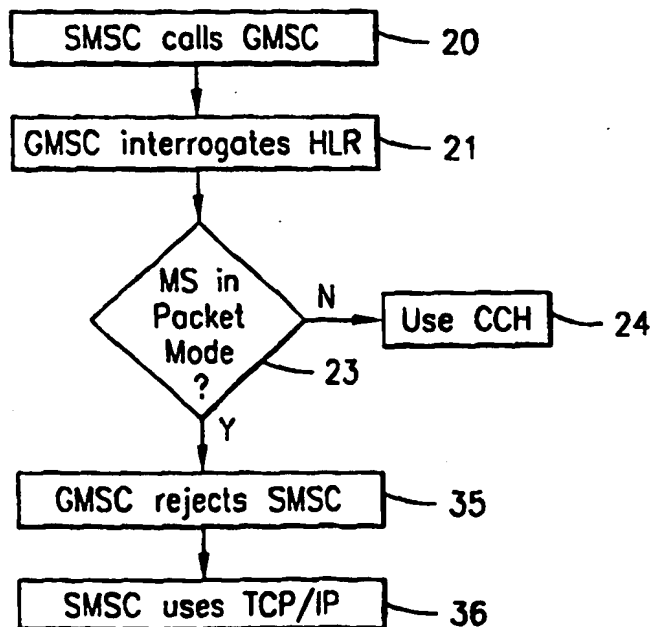 SMSC calls GMSC 20
GMSC interrogates HLR 21
MS in
Packet
Mode
?
23
N
Use CCH 24
Y
GMSC rejects SMSC 35
SMSC uses TCP/IP 36